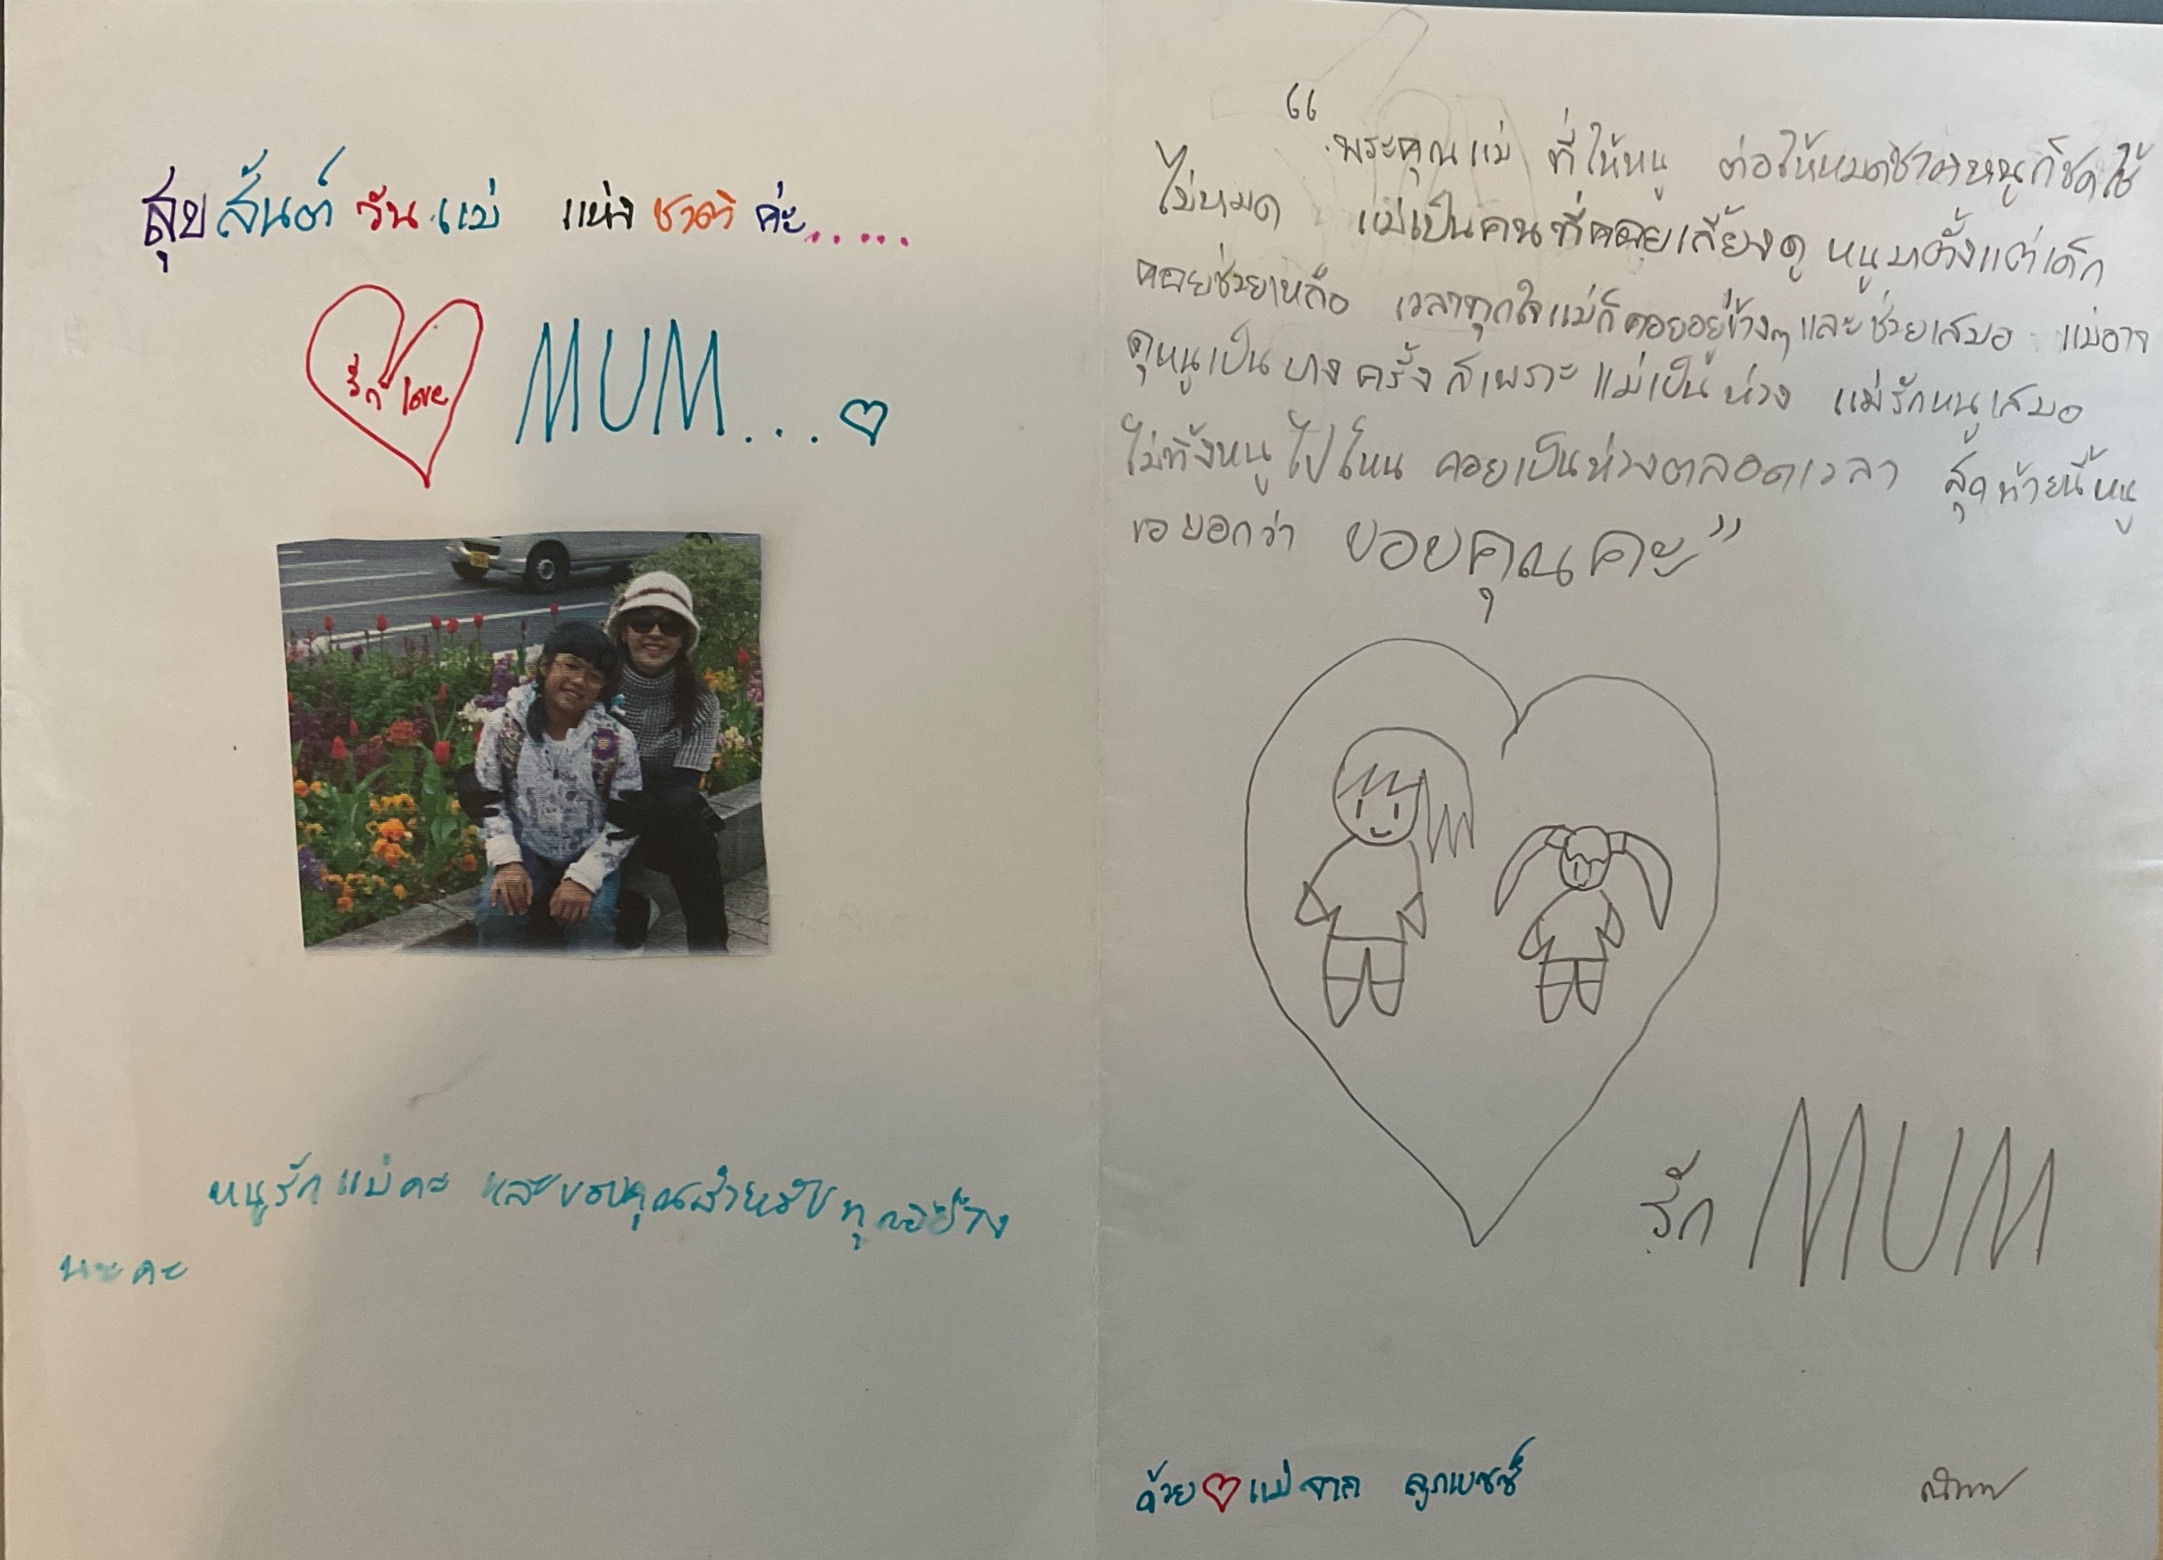 สุขสันต์ วันแม่ แห่งชาติ ค่ะ.....
รัก love MUM...
หนูรักแม่คะ และขอบคุณสำหรับทุกอย่าง
นะคะ
“พระคุณแม่ ที่ให้หนู ต่อให้หมดชาติหนูก็ชดใช้
ไม่หมด แม่เป็นคนที่คอยเลี้ยงดู หนูมาตั้งแต่เด็ก
คอยช่วยเหลือ เวลาทุกใจแม่ก็คอยอยู่ข้างๆและช่วยเสมอ แม่อาจ
ดุหนูเป็นบางครั้ง เพราะ แม่เป็นห่วง แม่รักหนูเสมอ
ไม่ทิ้งหนูไปไหน คอยเป็นห่วงตลอดเวลา สุดท้ายนี้หนู
ขอบอกว่า ขอบคุณคะ”
รัก MUM
ด้วย แม่ จาก ลูกเบซซ์